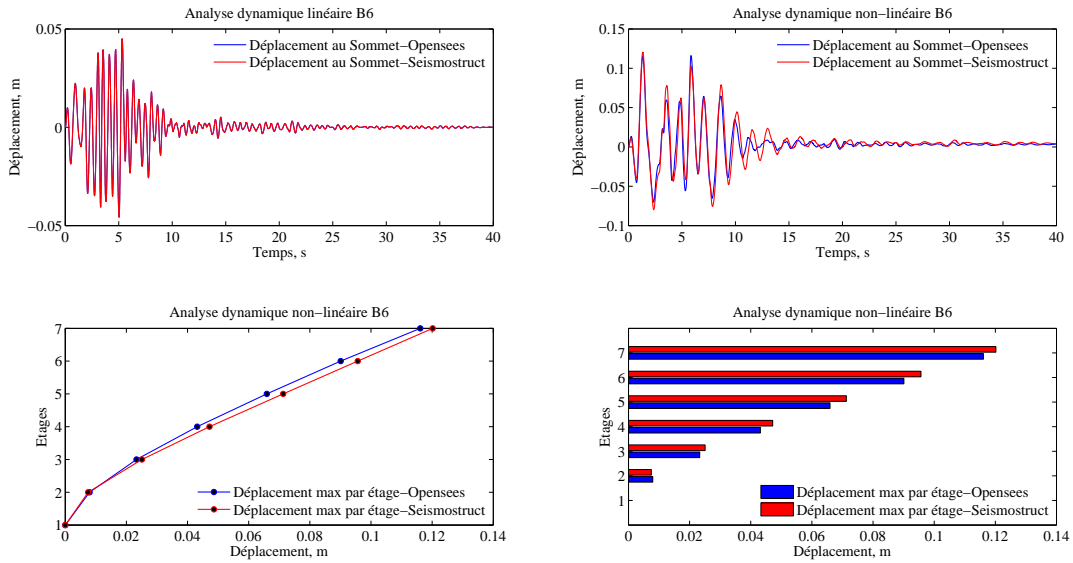 Analyse dynamique linéaire B6
0.05
0
−0.05
Déplacement, m
Déplacement au Sommet−Opensees
Déplacement au Sommet−Seismostruct
0 5 10 15 20 25 30 35 40
Temps, s
Analyse dynamique non−linéaire B6
0.15
0.10
0.05
0
−0.05
−0.1
Déplacement, m
Déplacement au Sommet−Opensees
Déplacement au Sommet−Seismostruct
0 5 10 15 20 25 30 35 40
Temps, s
Analyse dynamique non−linéaire B6
7
6
5
4
3
2
1
Etages
Déplacement max par étage−Opensees
Déplacement max par étage−Seismostruct
0 0.02 0.04 0.06 0.08 0.10 0.12 0.14
Déplacement, m
Analyse dynamique non−linéaire B6
7
6
5
4
3
2
1
Etages
Déplacement max par étage−Opensees
Déplacement max par étage−Seismostruct
0 0.02 0.04 0.06 0.08 0.10 0.12 0.14
Déplacement, m